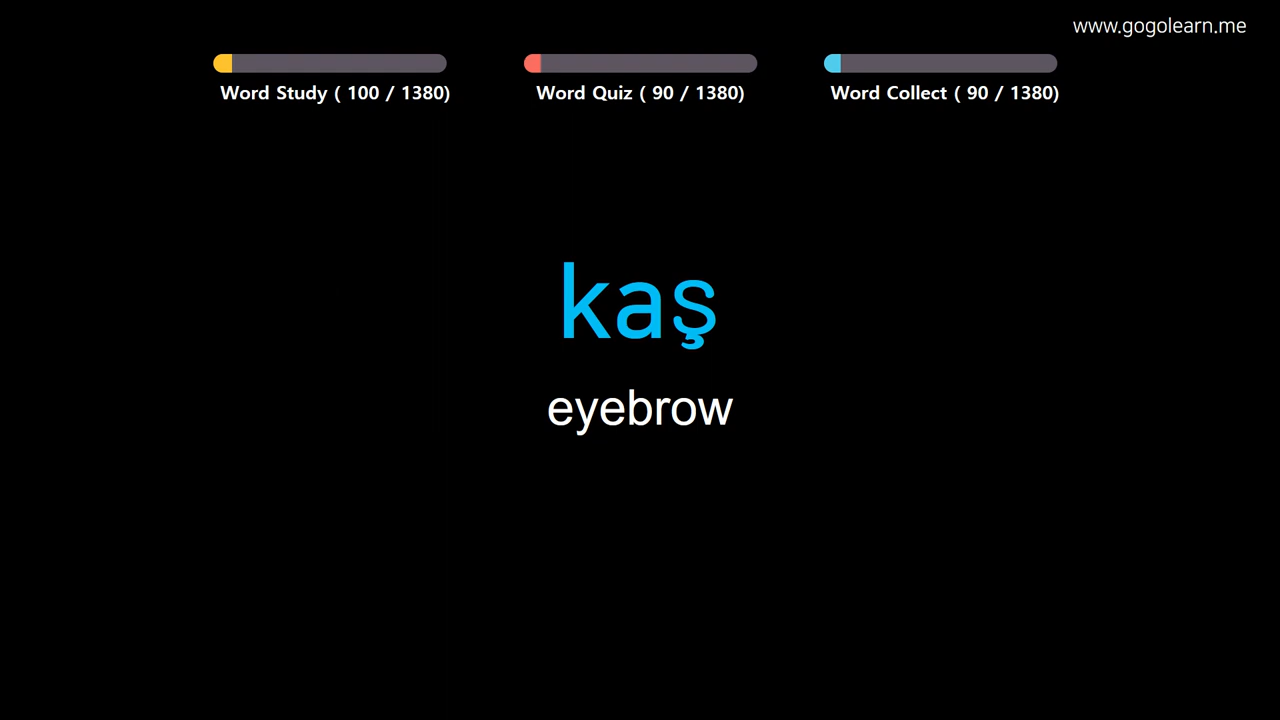 www.gogolearn.me
Word Study ( 100 / 1380)
Word Quiz ( 90 / 1380)
Word Collect ( 90 / 1380)
kaş
eyebrow